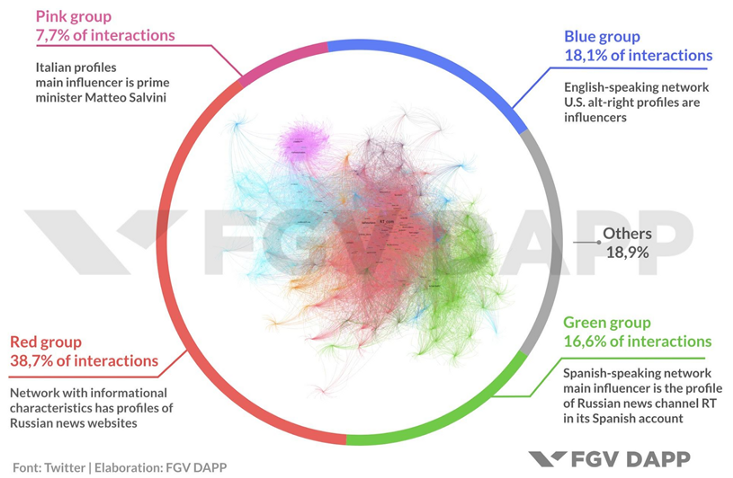 Pink group
7,7% of interactions
Italian profiles
main influencer is prime
minister Matteo Salvini
Blue group
18,1% of interactions
English-speaking network
U.S. alt-right profiles are
influencers
FGV DAPP
Others
18,9%
Red group
38,7% of interactions
Network with informational
characteristics has profiles of
Russian news websites
Green group
16,6% of interactions
Spanish-speaking network
main influencer is the profile
of Russian news channel RT
in its Spanish account
Font: Twitter | Elaboration: FGV DAPP
FGV DAPP